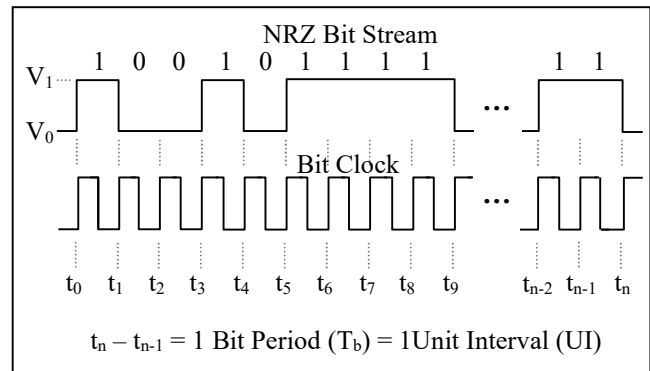 NRZ Bit Stream
1 0 0 1 0 1 1 1 1 1 1
V₁
...
V₀
Bit Clock
...
t₀ t₁ t₂ t₃ t₄ t₅ t₆ t₇ t₈ t₉ tₙ₋₂ tₙ₋₁ tₙ
tₙ – tₙ₋₁ = 1 Bit Period (T_b) = 1Unit Interval (UI)